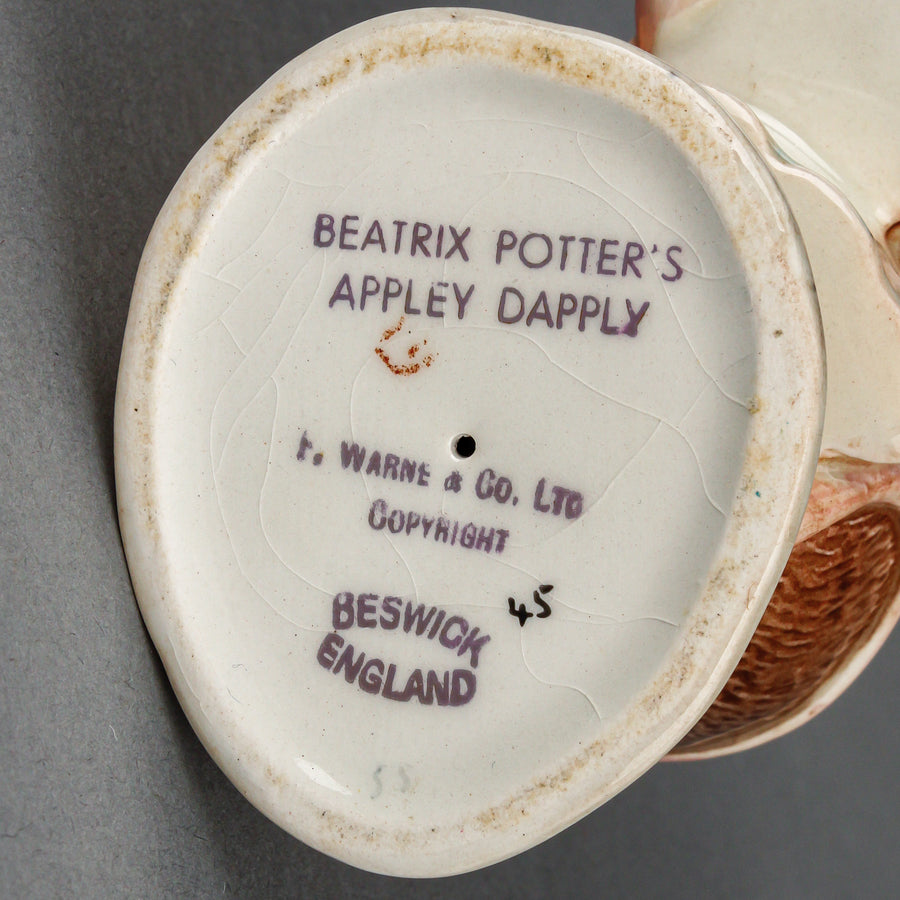 BEATRIX POTTER'S
APPLEY DAPPLY
F. WARNE & CO. LTD
COPYRIGHT
45
BESWICK
ENGLAND